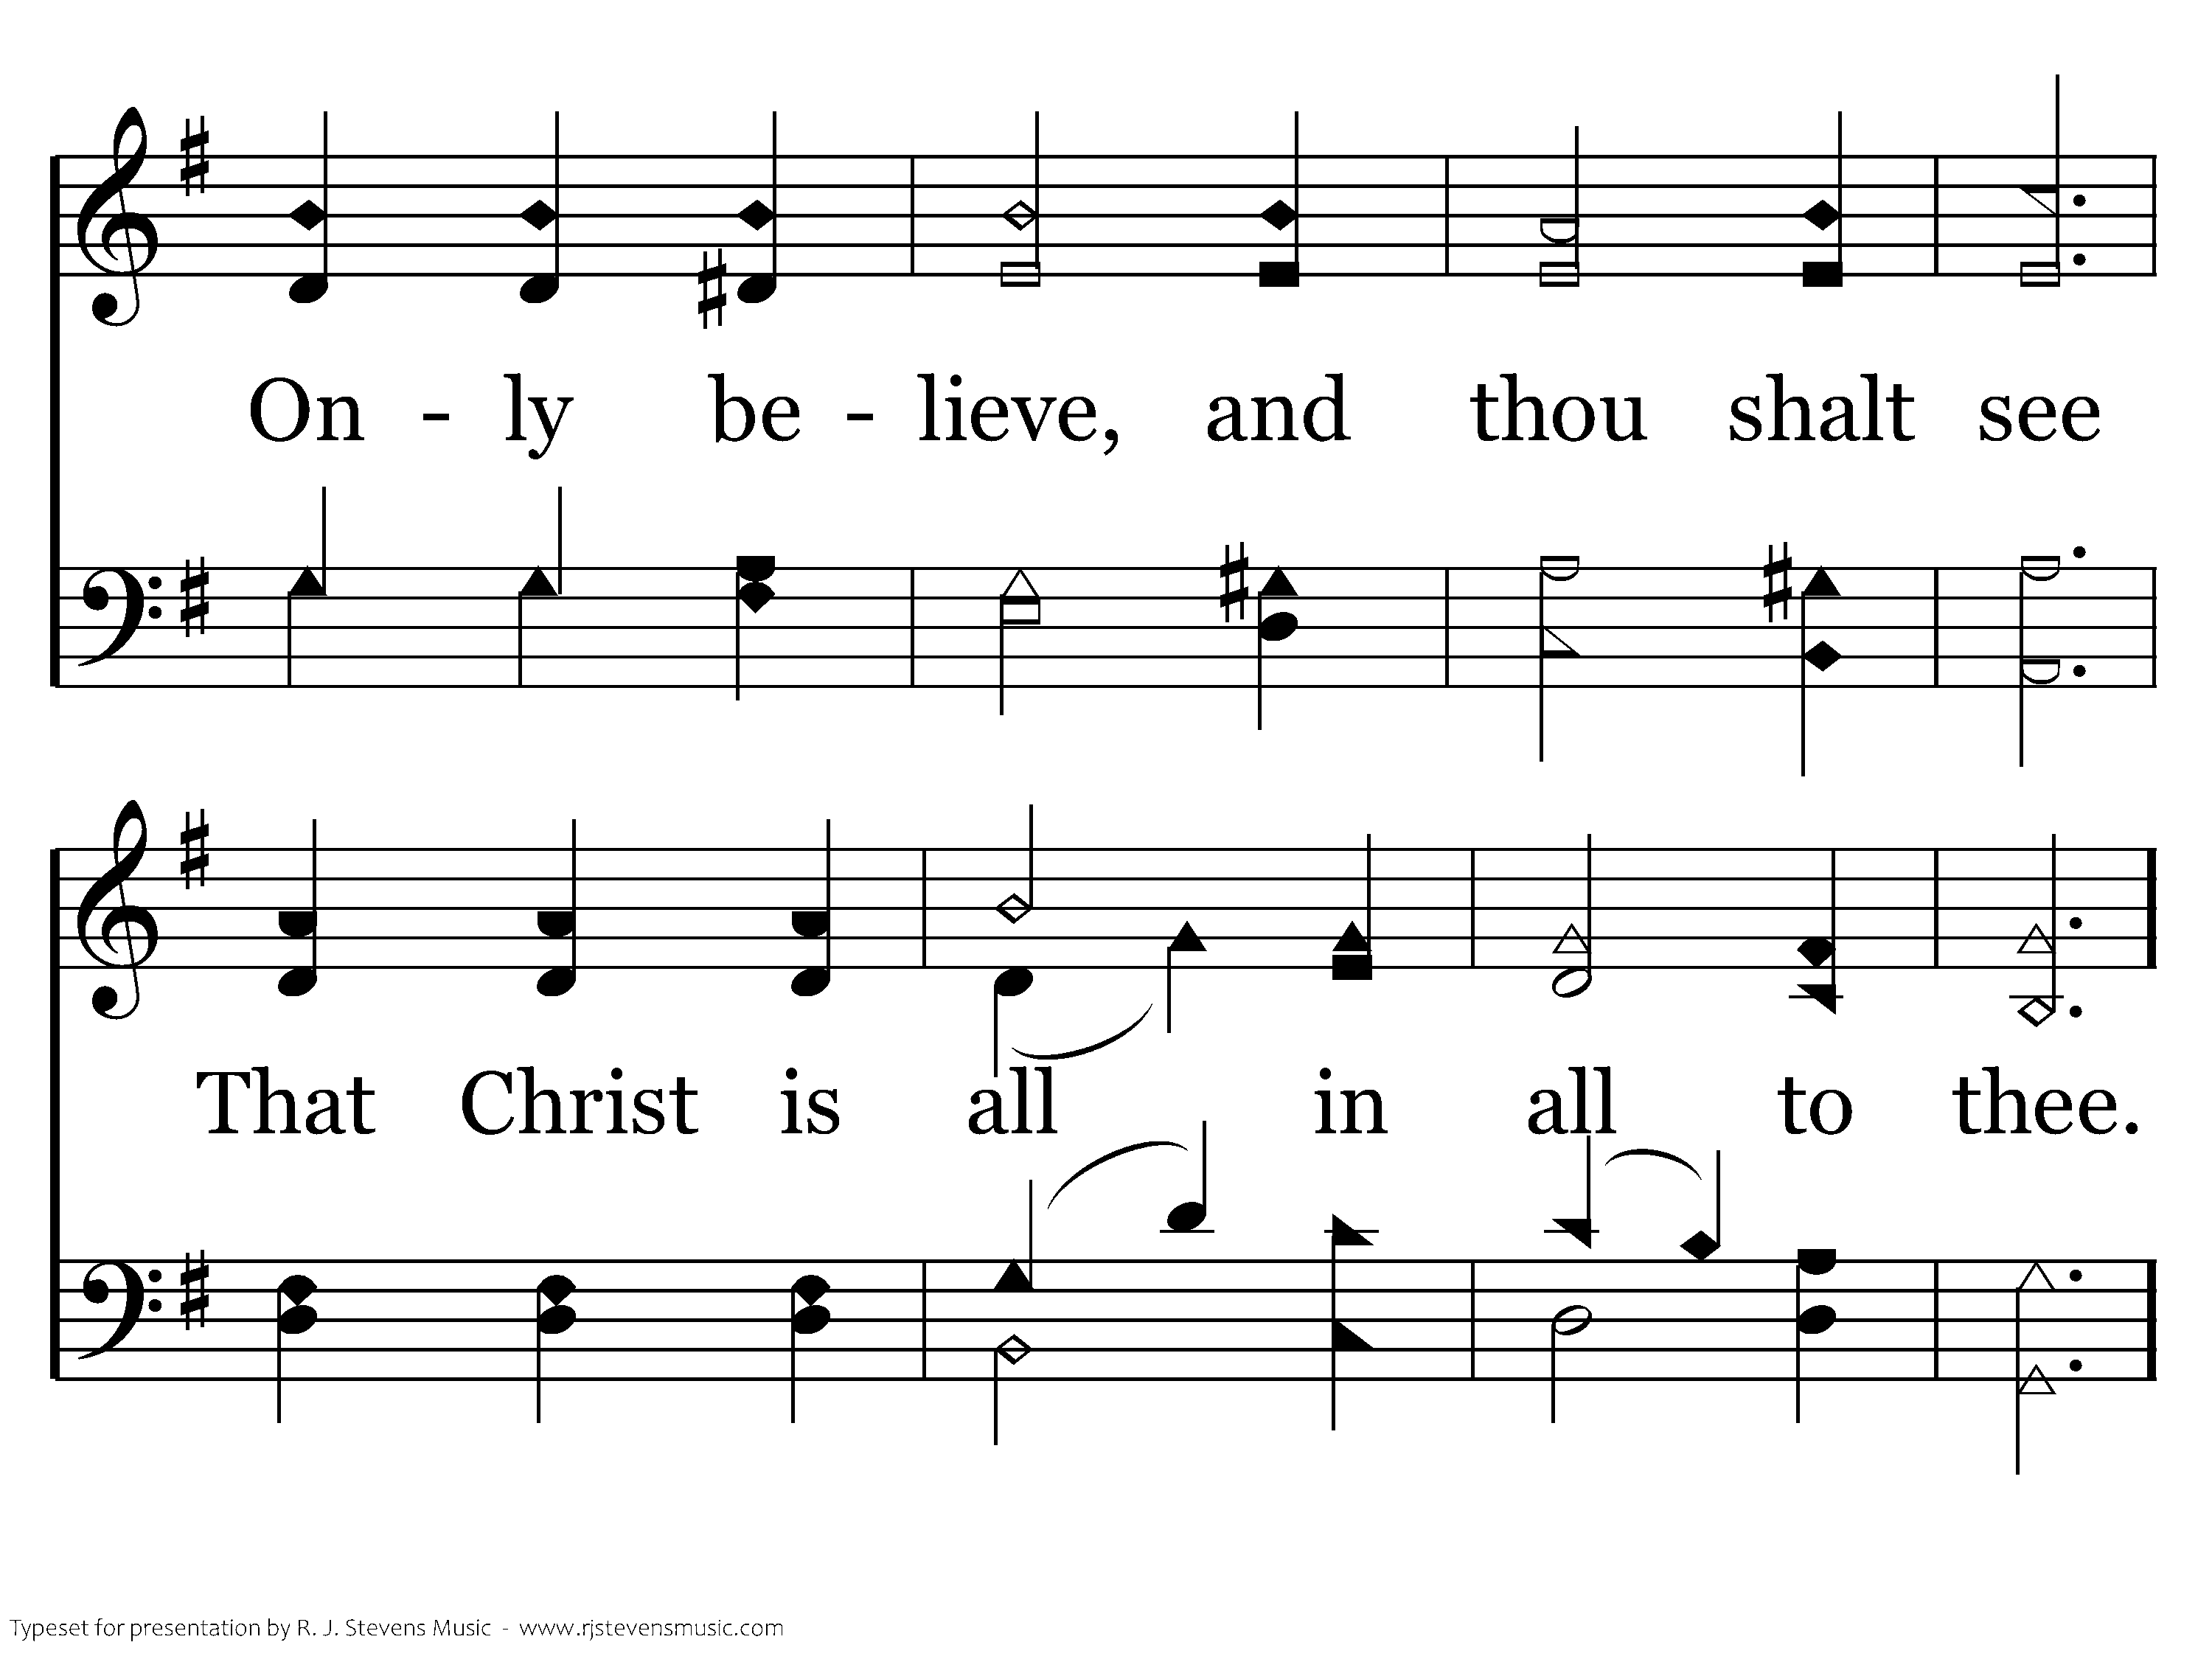 On - ly be - lieve, and thou shalt see
That Christ is all in all to thee.
Typeset for presentation by R. J. Stevens Music - www.rjstevensmusic.com